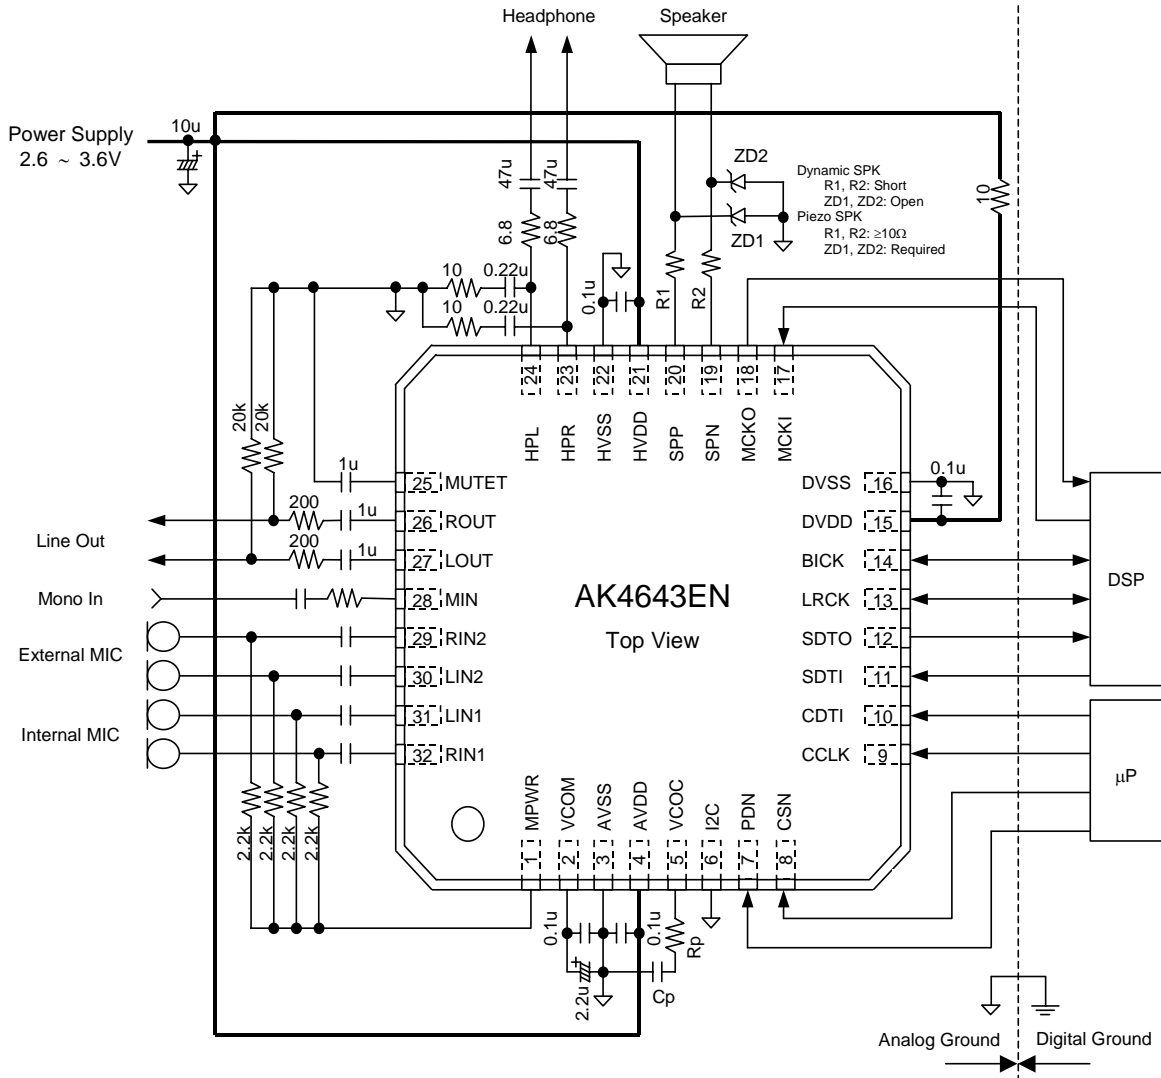 Headphone
Speaker
Power Supply
2.6 ~ 3.6V
10u
47u
47u
6.8
6.8
ZD2
ZD1
Dynamic SPK
R1, R2: Short
ZD1, ZD2: Open
Piezo SPK
R1, R2: ≥10Ω
ZD1, ZD2: Required
10
10
0.22u
10
0.22u
0.1u
R1
R2
24
23
22
21
20
19
18
17
HPL
HPR
HVSS
HVDD
SPP
SPN
MCKO
MCKI
20k
20k
1u
25
MUTET
200
1u
26
ROUT
200
1u
27
LOUT
Line Out
Mono In
28
MIN
External MIC
29
RIN2
30
LIN2
Internal MIC
31
LIN1
32
RIN1
AK4643EN
Top View
DVSS
16
0.1u
DVDD
15
BICK
14
LRCK
13
SDTO
12
SDTI
11
CDTI
10
CCLK
9
DSP
μP
2.2k
2.2k
2.2k
2.2k
MPWR
VCOM
AVSS
AVDD
VCOC
I2C
PDN
CSN
1
2
3
4
5
6
7
8
0.1u
0.1u
Rp
+
2.2u
Cp
Analog Ground
Digital Ground